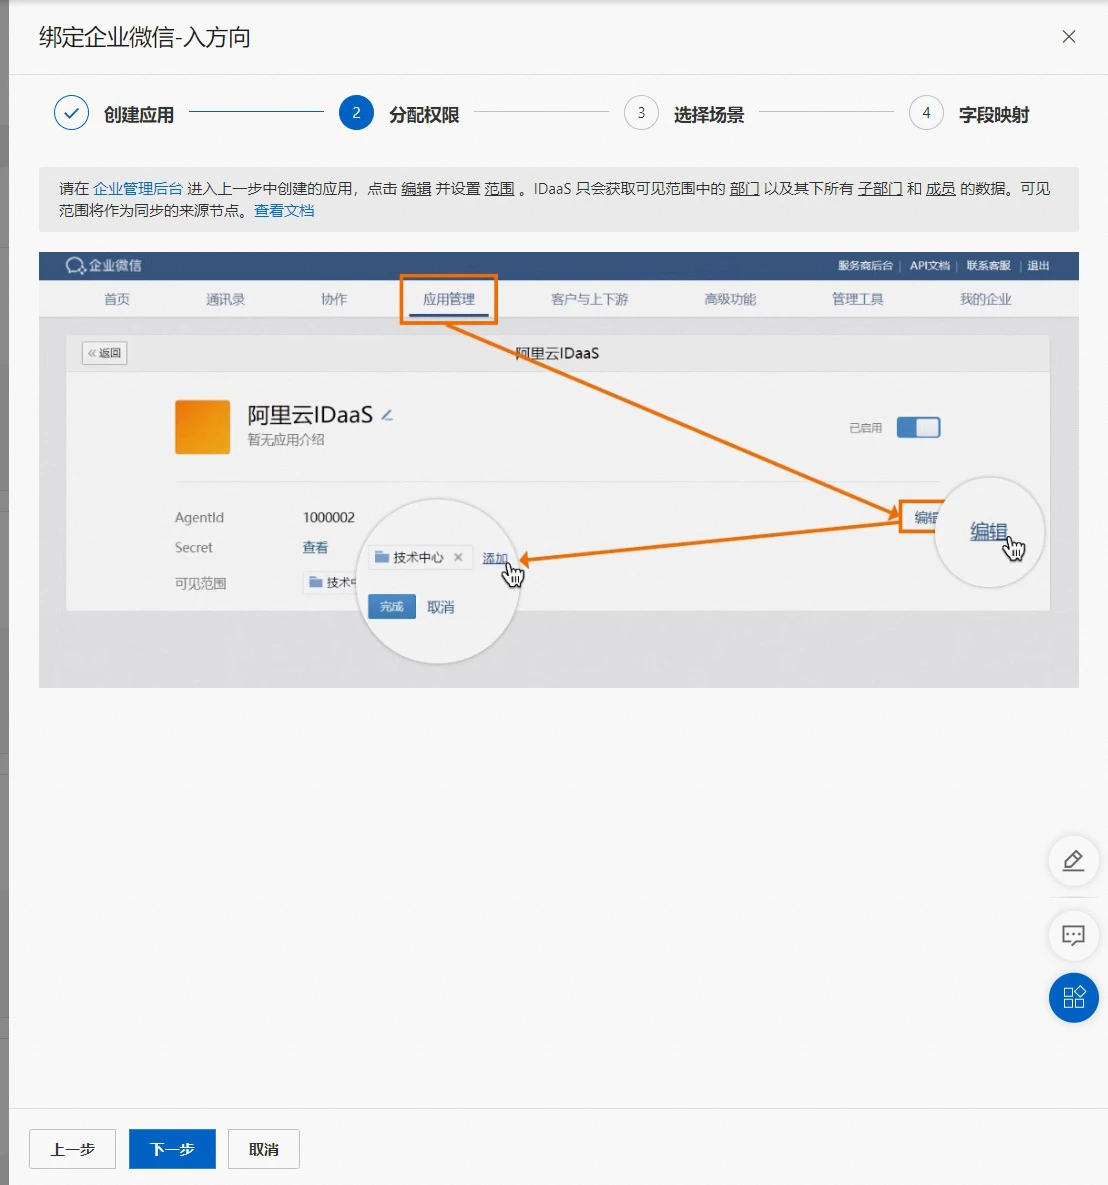 绑定企业微信-入方向
创建应用
2 分配权限
3 选择场景
4 字段映射
请在 企业管理后台 进入上一步中创建的应用，点击 编辑 并设置 范围 。IDaaS 只会获取可见范围中的 部门 以及其下所有 子部门 和 成员 的数据。可见
范围将作为同步的来源节点。查看文档
企业微信
服务商后台 | API文档 | 联系客服 | 退出
首页 通讯录 协作 应用管理 客户与上下游 高级功能 管理工具 我的企业
« 返回
阿里云IDaaS
阿里云IDaaS
暂无应用介绍
已启用
AgentId 1000002
编辑
编辑
Secret 查看
技术中心 × 添加
可见范围
技术中
完成 取消
上一步 下一步 取消